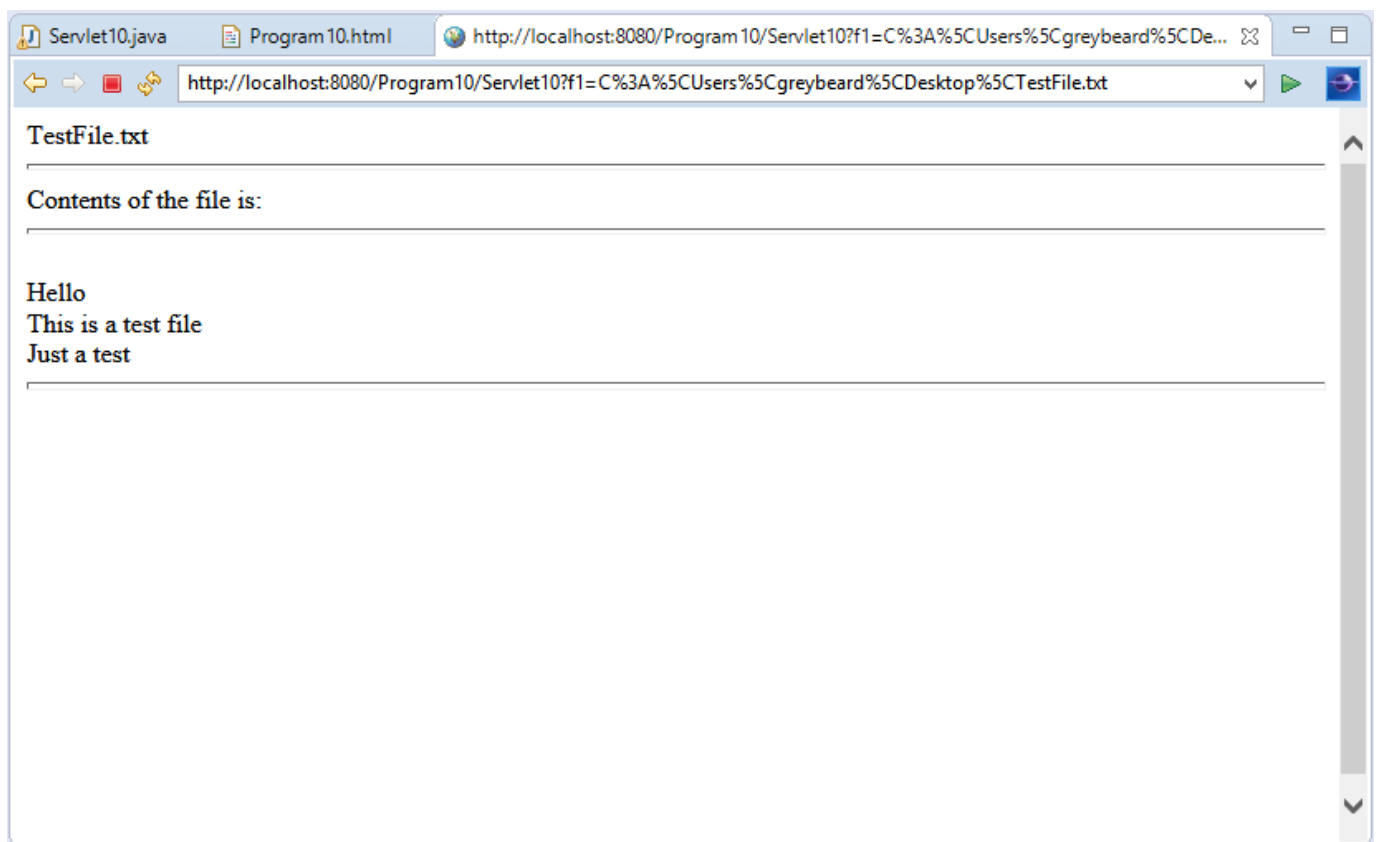 Servlet10.java
Program10.html
http://localhost:8080/Program10/Servlet10?f1=C%3A%5CUsers%5Cgreybeard%5CDe...
http://localhost:8080/Program10/Servlet10?f1=C%3A%5CUsers%5Cgreybeard%5CDesktop%5CTestFile.txt
TestFile.txt
Contents of the file is:
Hello
This is a test file
Just a test